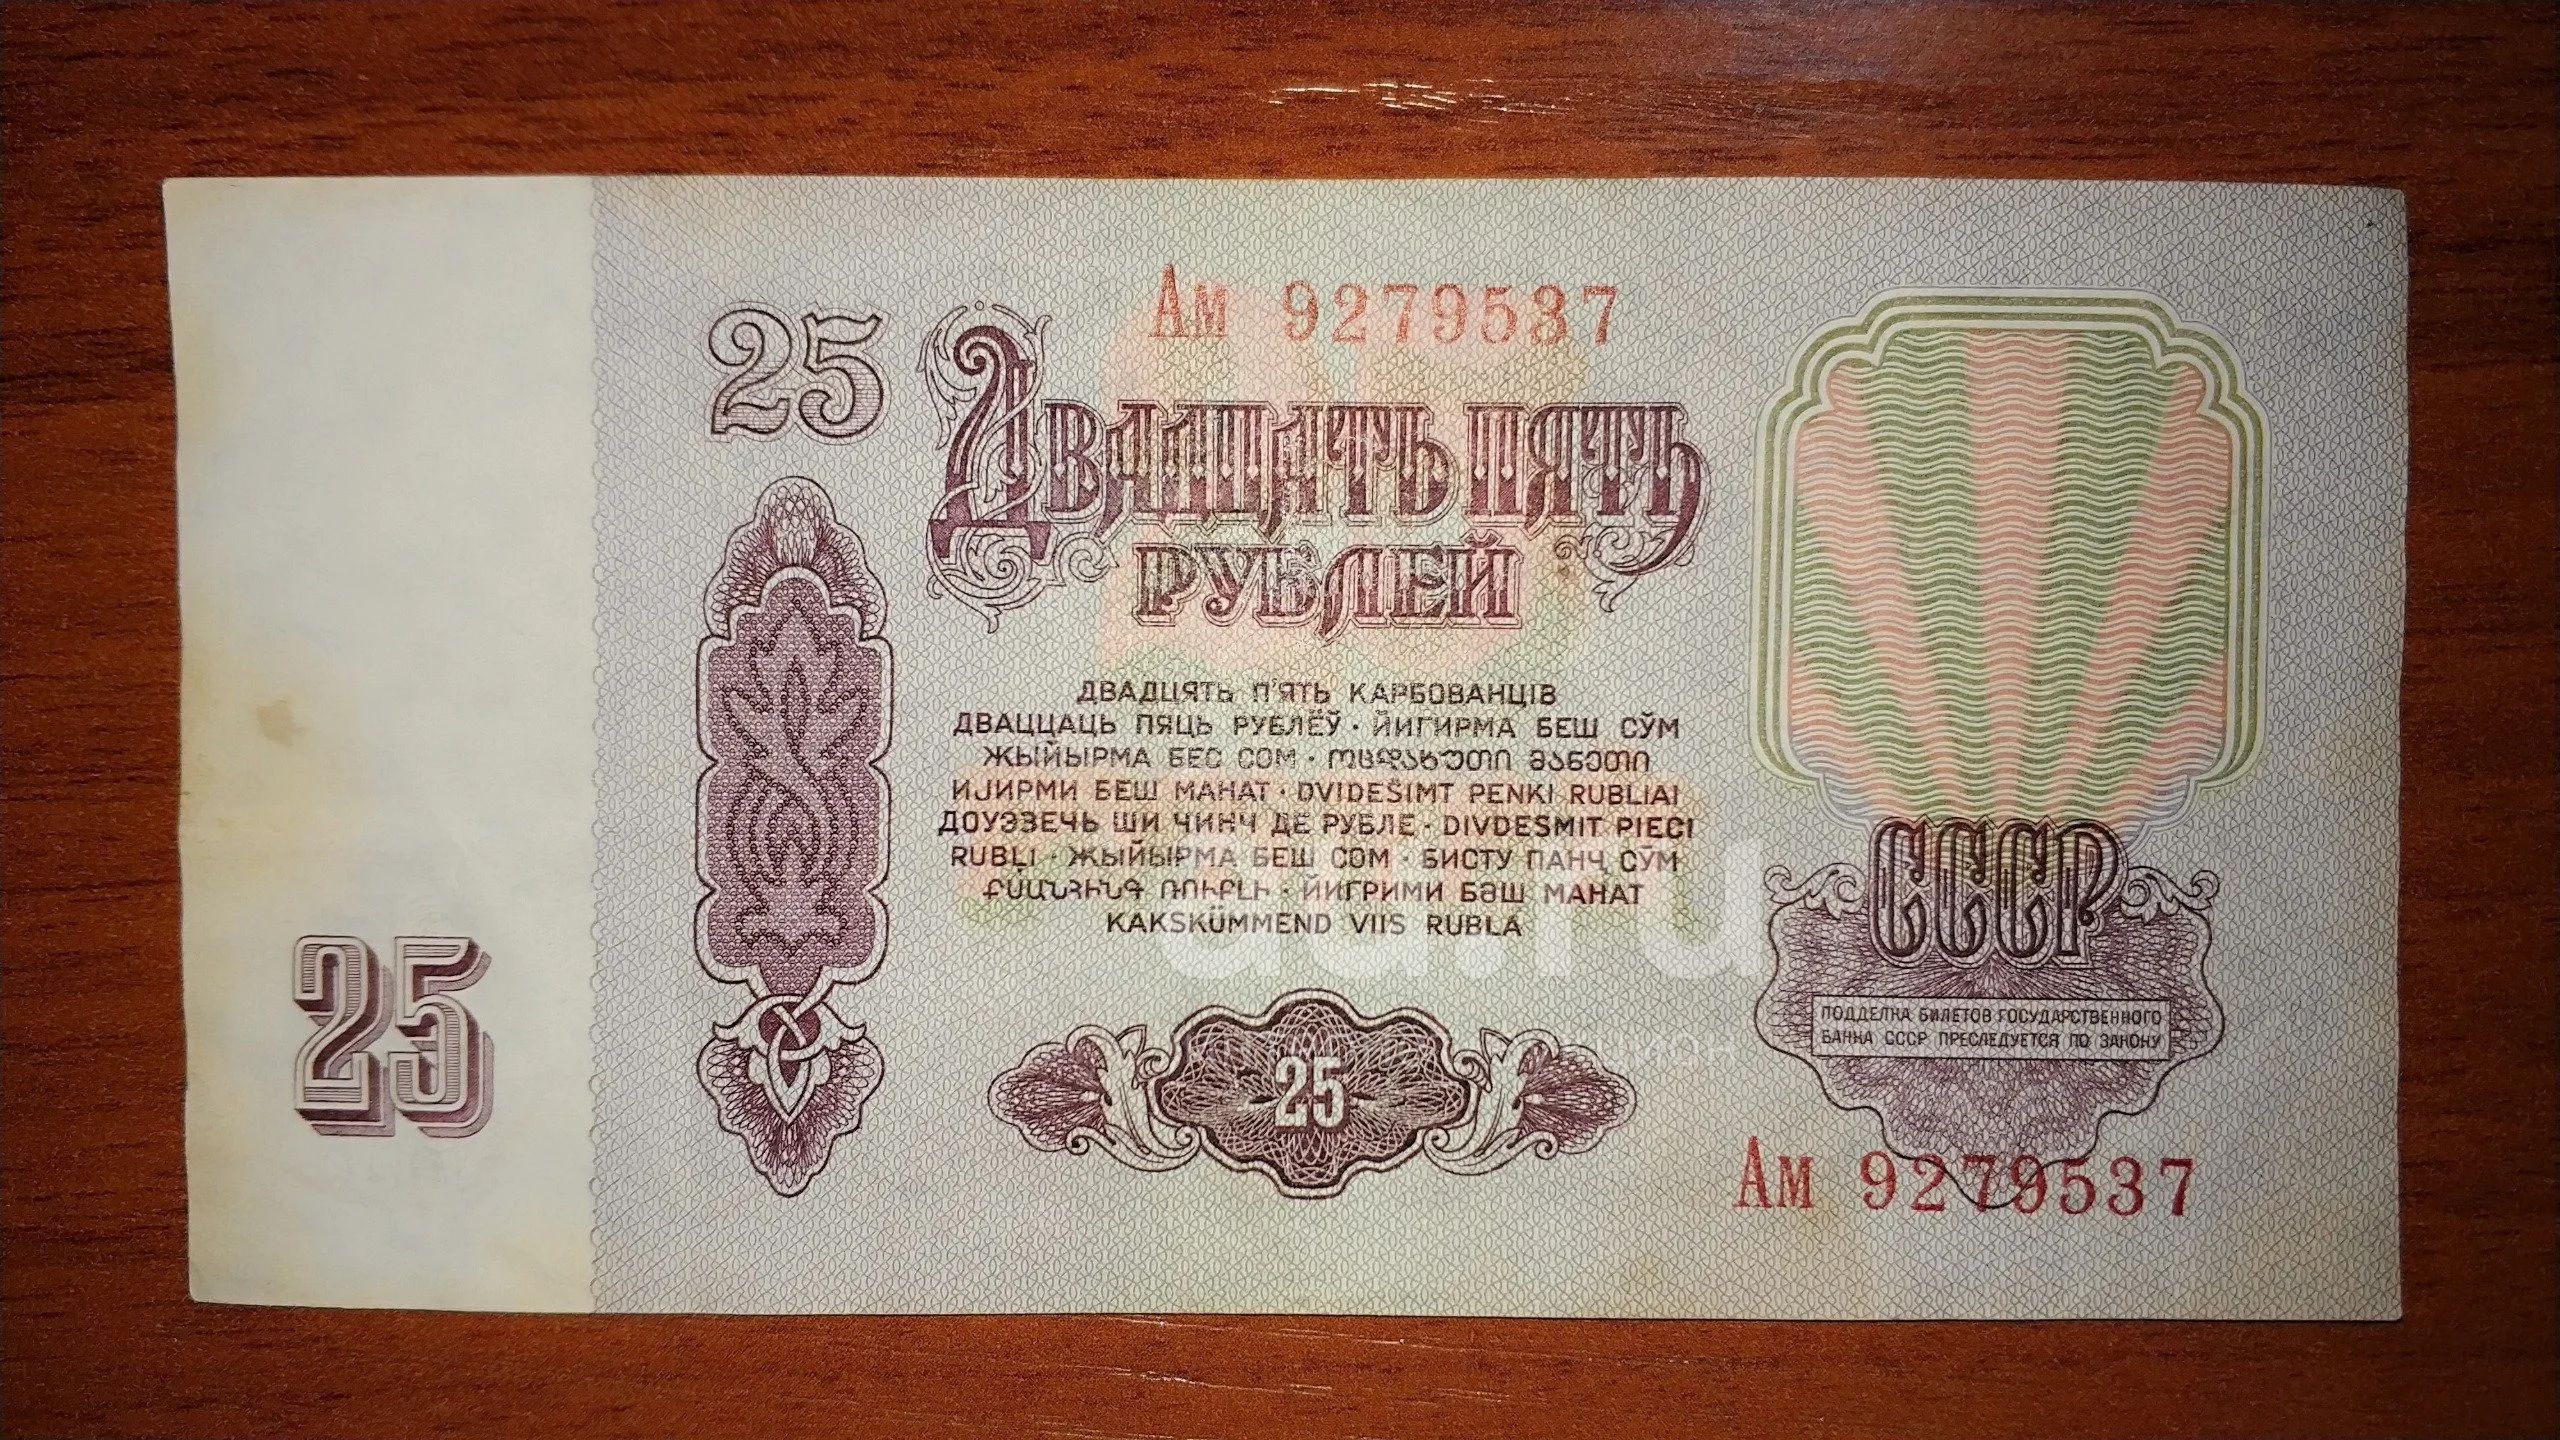 Ам 9279537
25
Двадцать пять
рублей
ДВАДЦЯТЬ П'ЯТЬ КАРБОВАНЦІВ
ДВАЦЦАЦЬ ПЯЦЬ РУБЛЁЎ · ЙИГИРМА БЕШ СЎМ
ЖЫЙЫРМА БЕС СОМ · ოცდახუთი მანეთი
ИЈИРМИ БЕШ МАНАТ · DVIDEŠIMT PENKI RUBLIAI
ДОУЭЗЕЧЬ ШИ ЧИНЧ ДЕ РУБЛЕ · DIVDESMIT PIECI
RUBĻI · ЖЫЙЫРМА БЕШ СОМ · БИСТУ ПАНҶ СӮМ
ՔՍԱՆՀԻՆԳ ՌՈՒԲԼԻ · ЙИГРИМИ БӘШ МАНАТ
KAKSKÜMMEND VIIS RUBLA
СССР
ПОДДЕЛКА БИЛЕТОВ ГОСУДАРСТВЕННОГО
БАНКА СССР ПРЕСЛЕДУЕТСЯ ПО ЗАКОНУ
25
25
Ам 9279537